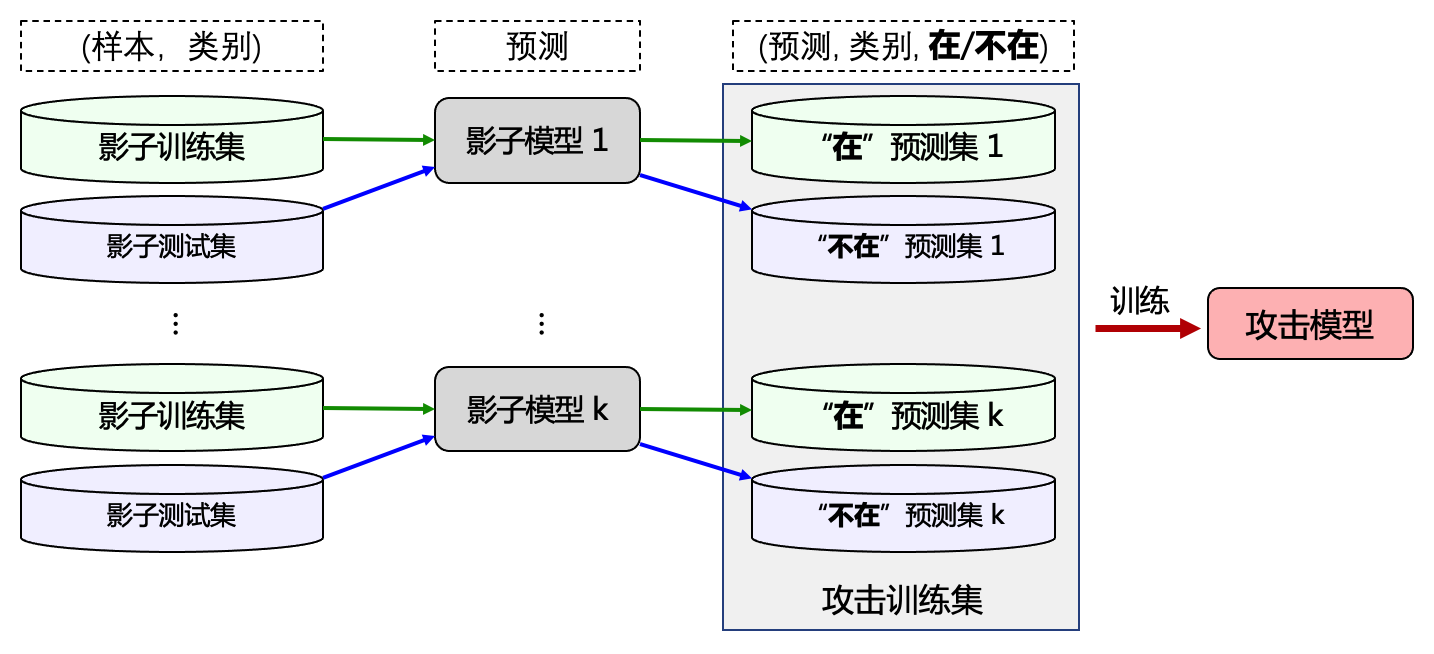 (样本，类别)
预测
(预测, 类别, 在/不在)
影子训练集
影子模型 1
“在”预测集 1
影子测试集
“不在”预测集 1
训练
攻击模型
⋮
⋮
影子训练集
影子模型 k
“在”预测集 k
影子测试集
“不在”预测集 k
攻击训练集